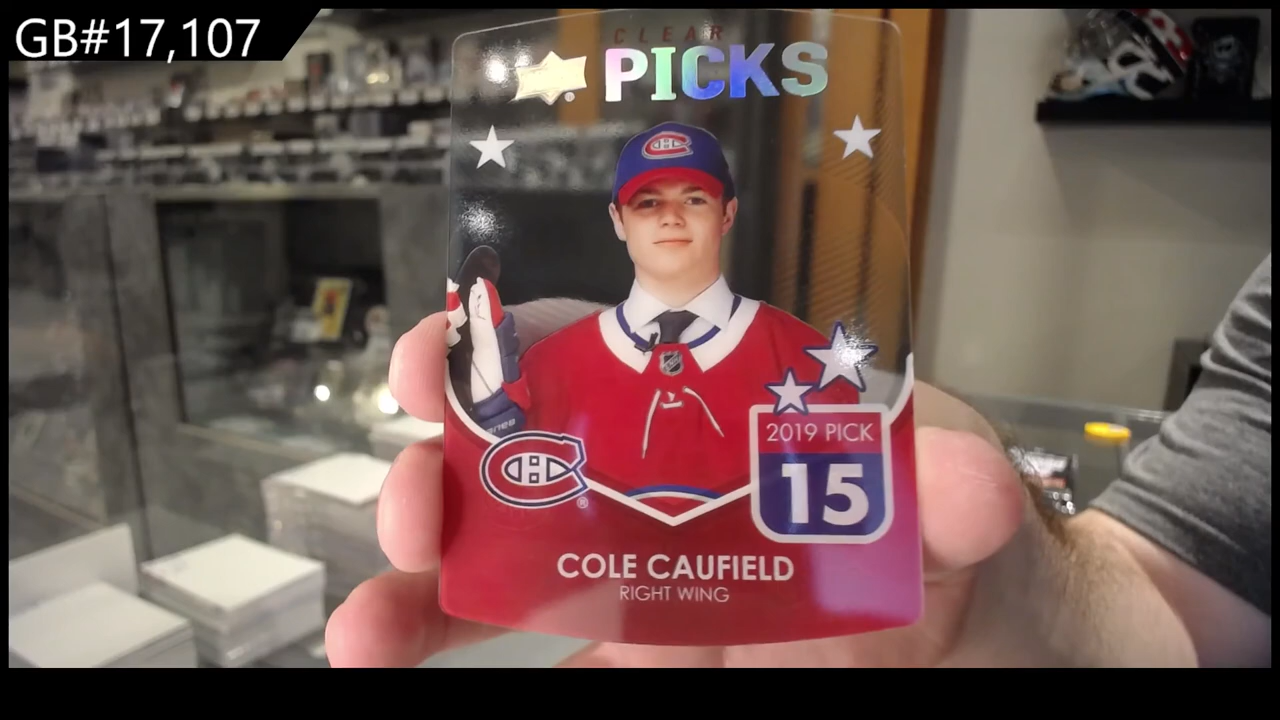 GB#17,107
CLEAR
PICKS
2019 PICK
15
COLE CAUFIELD
RIGHT WING